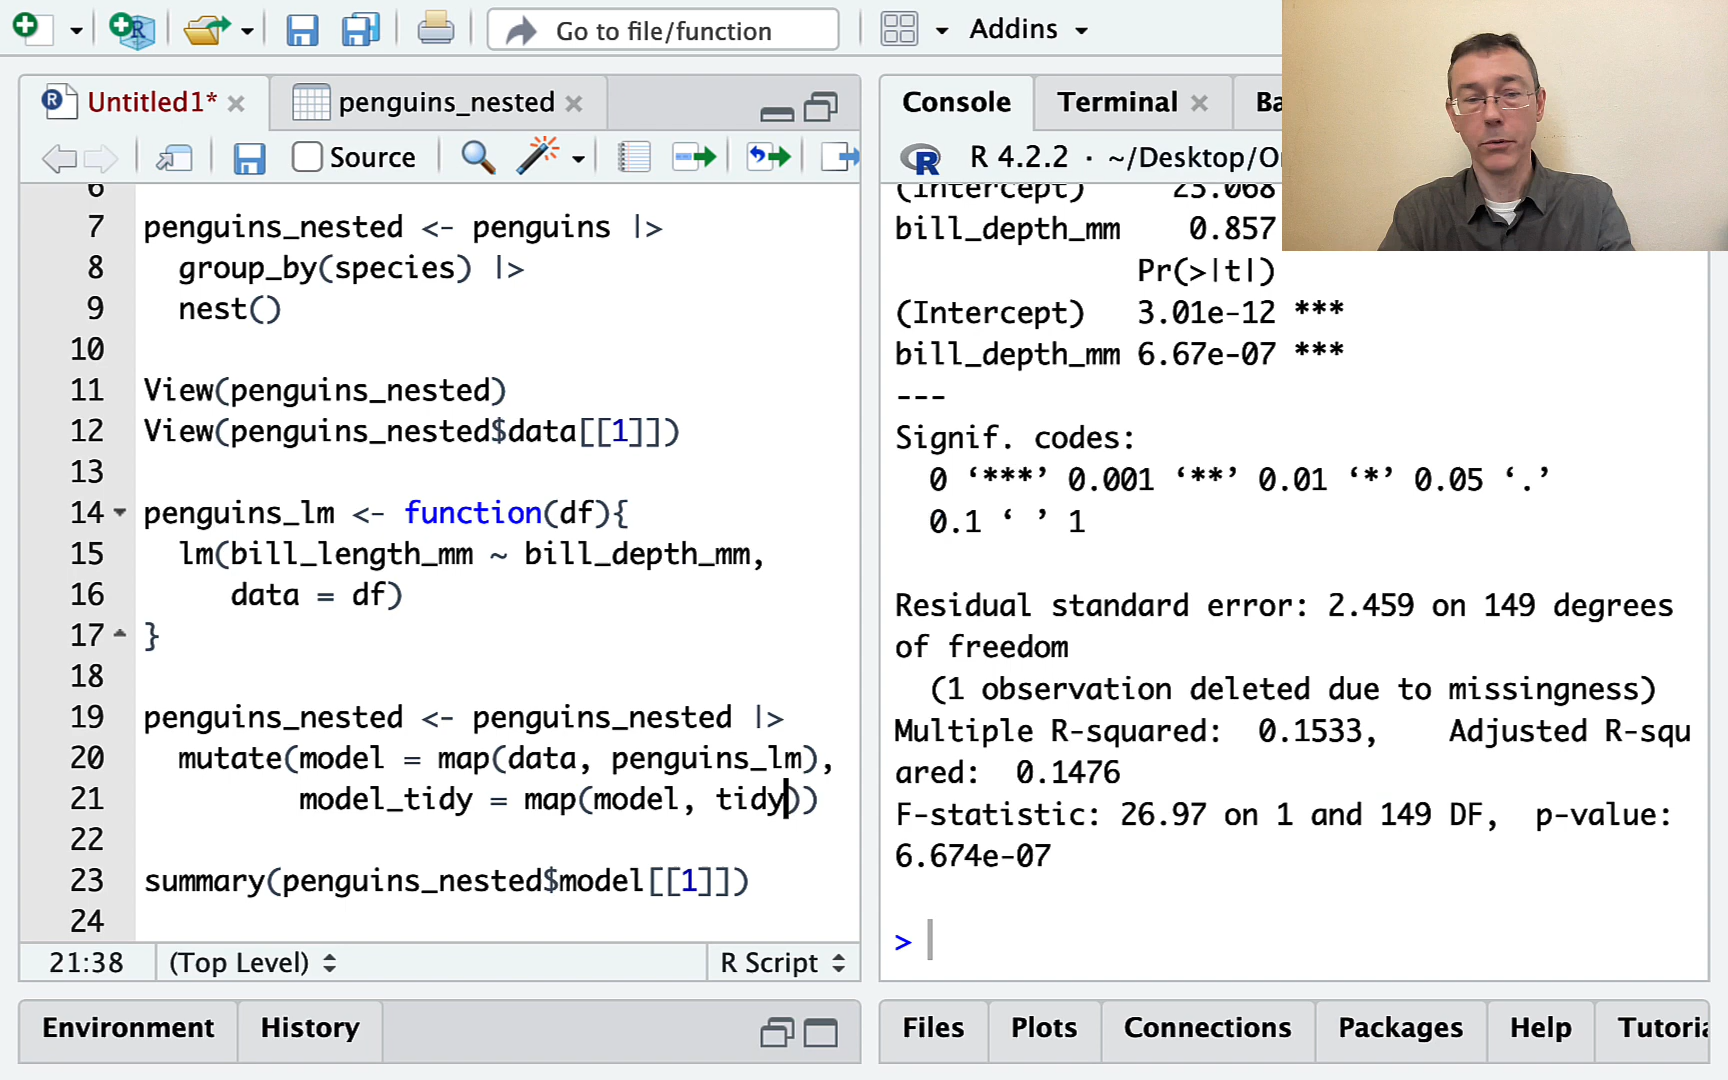 Go to file/function
Addins
Untitled1*
penguins_nested
Source
6
7 penguins_nested <- penguins |>
8 group_by(species) |>
9 nest()
10
11 View(penguins_nested)
12 View(penguins_nested$data[[1]])
13
14 penguins_lm <- function(df){
15 lm(bill_length_mm ~ bill_depth_mm,
16 data = df)
17 }
18
19 penguins_nested <- penguins_nested |>
20 mutate(model = map(data, penguins_lm),
21 model_tidy = map(model, tidy))
22
23 summary(penguins_nested$model[[1]])
24
21:38 (Top Level) R Script
Environment History
Console Terminal Ba
R 4.2.2 · ~/Desktop/O
(Intercept) 23.068
bill_depth_mm 0.857
Pr(>|t|)
(Intercept) 3.01e-12 ***
bill_depth_mm 6.67e-07 ***
---
Signif. codes:
0 ‘***’ 0.001 ‘**’ 0.01 ‘*’ 0.05 ‘.’
0.1 ‘ ’ 1
Residual standard error: 2.459 on 149 degrees
of freedom
(1 observation deleted due to missingness)
Multiple R-squared: 0.1533, Adjusted R-squ
ared: 0.1476
F-statistic: 26.97 on 1 and 149 DF, p-value:
6.674e-07
>
Files Plots Connections Packages Help Tutoria